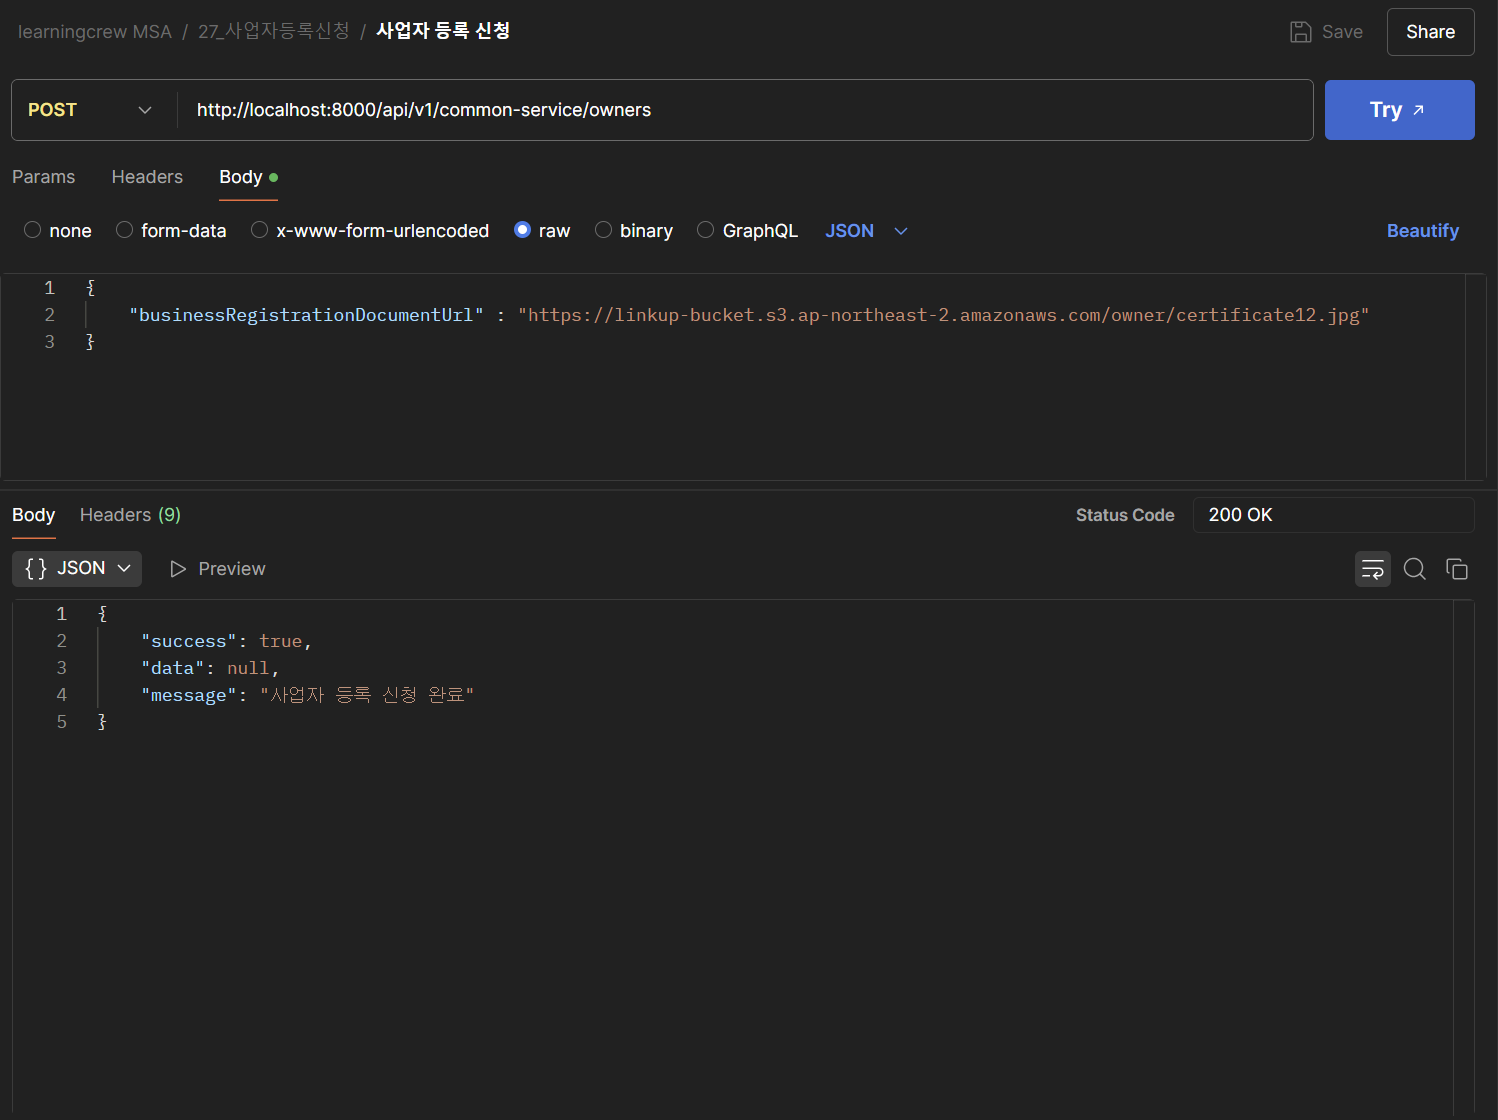 learningcrew MSA / 27_사업자등록신청 / 사업자 등록 신청
Save
Share
POST
http://localhost:8000/api/v1/common-service/owners
Try ↗
Params
Headers
Body
none
form-data
x-www-form-urlencoded
raw
binary
GraphQL
JSON
Beautify
1 {
2 "businessRegistrationDocumentUrl" : "https://linkup-bucket.s3.ap-northeast-2.amazonaws.com/owner/certificate12.jpg"
3 }
Body
Headers (9)
Status Code
200 OK
{} JSON
Preview
1 {
2 "success": true,
3 "data": null,
4 "message": "사업자 등록 신청 완료"
5 }